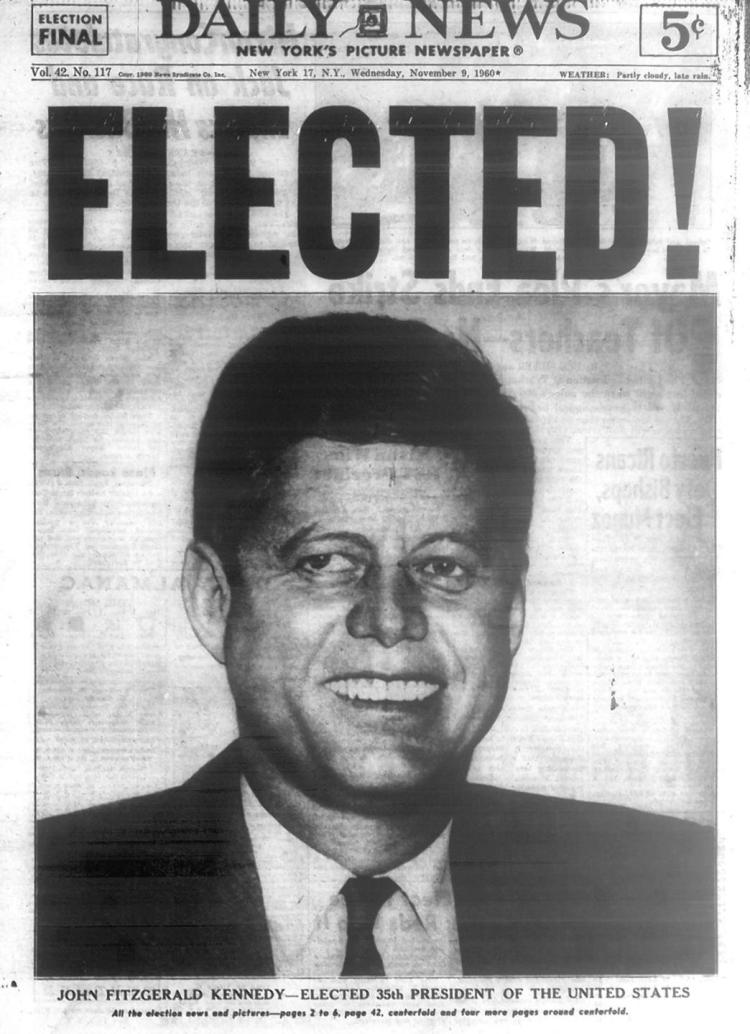 ELECTION
FINAL
DAILY NEWS
NEW YORK'S PICTURE NEWSPAPER®
5¢
Vol. 42. No. 117 Copr. 1960 News Syndicate Co. Inc. New York 17, N.Y., Wednesday, November 9, 1960* WEATHER: Partly cloudy, late rain.
ELECTED!
JOHN FITZGERALD KENNEDY—ELECTED 35th PRESIDENT OF THE UNITED STATES
All the election news and pictures—pages 2 to 6, page 42, centerfold and four more pages around centerfold.